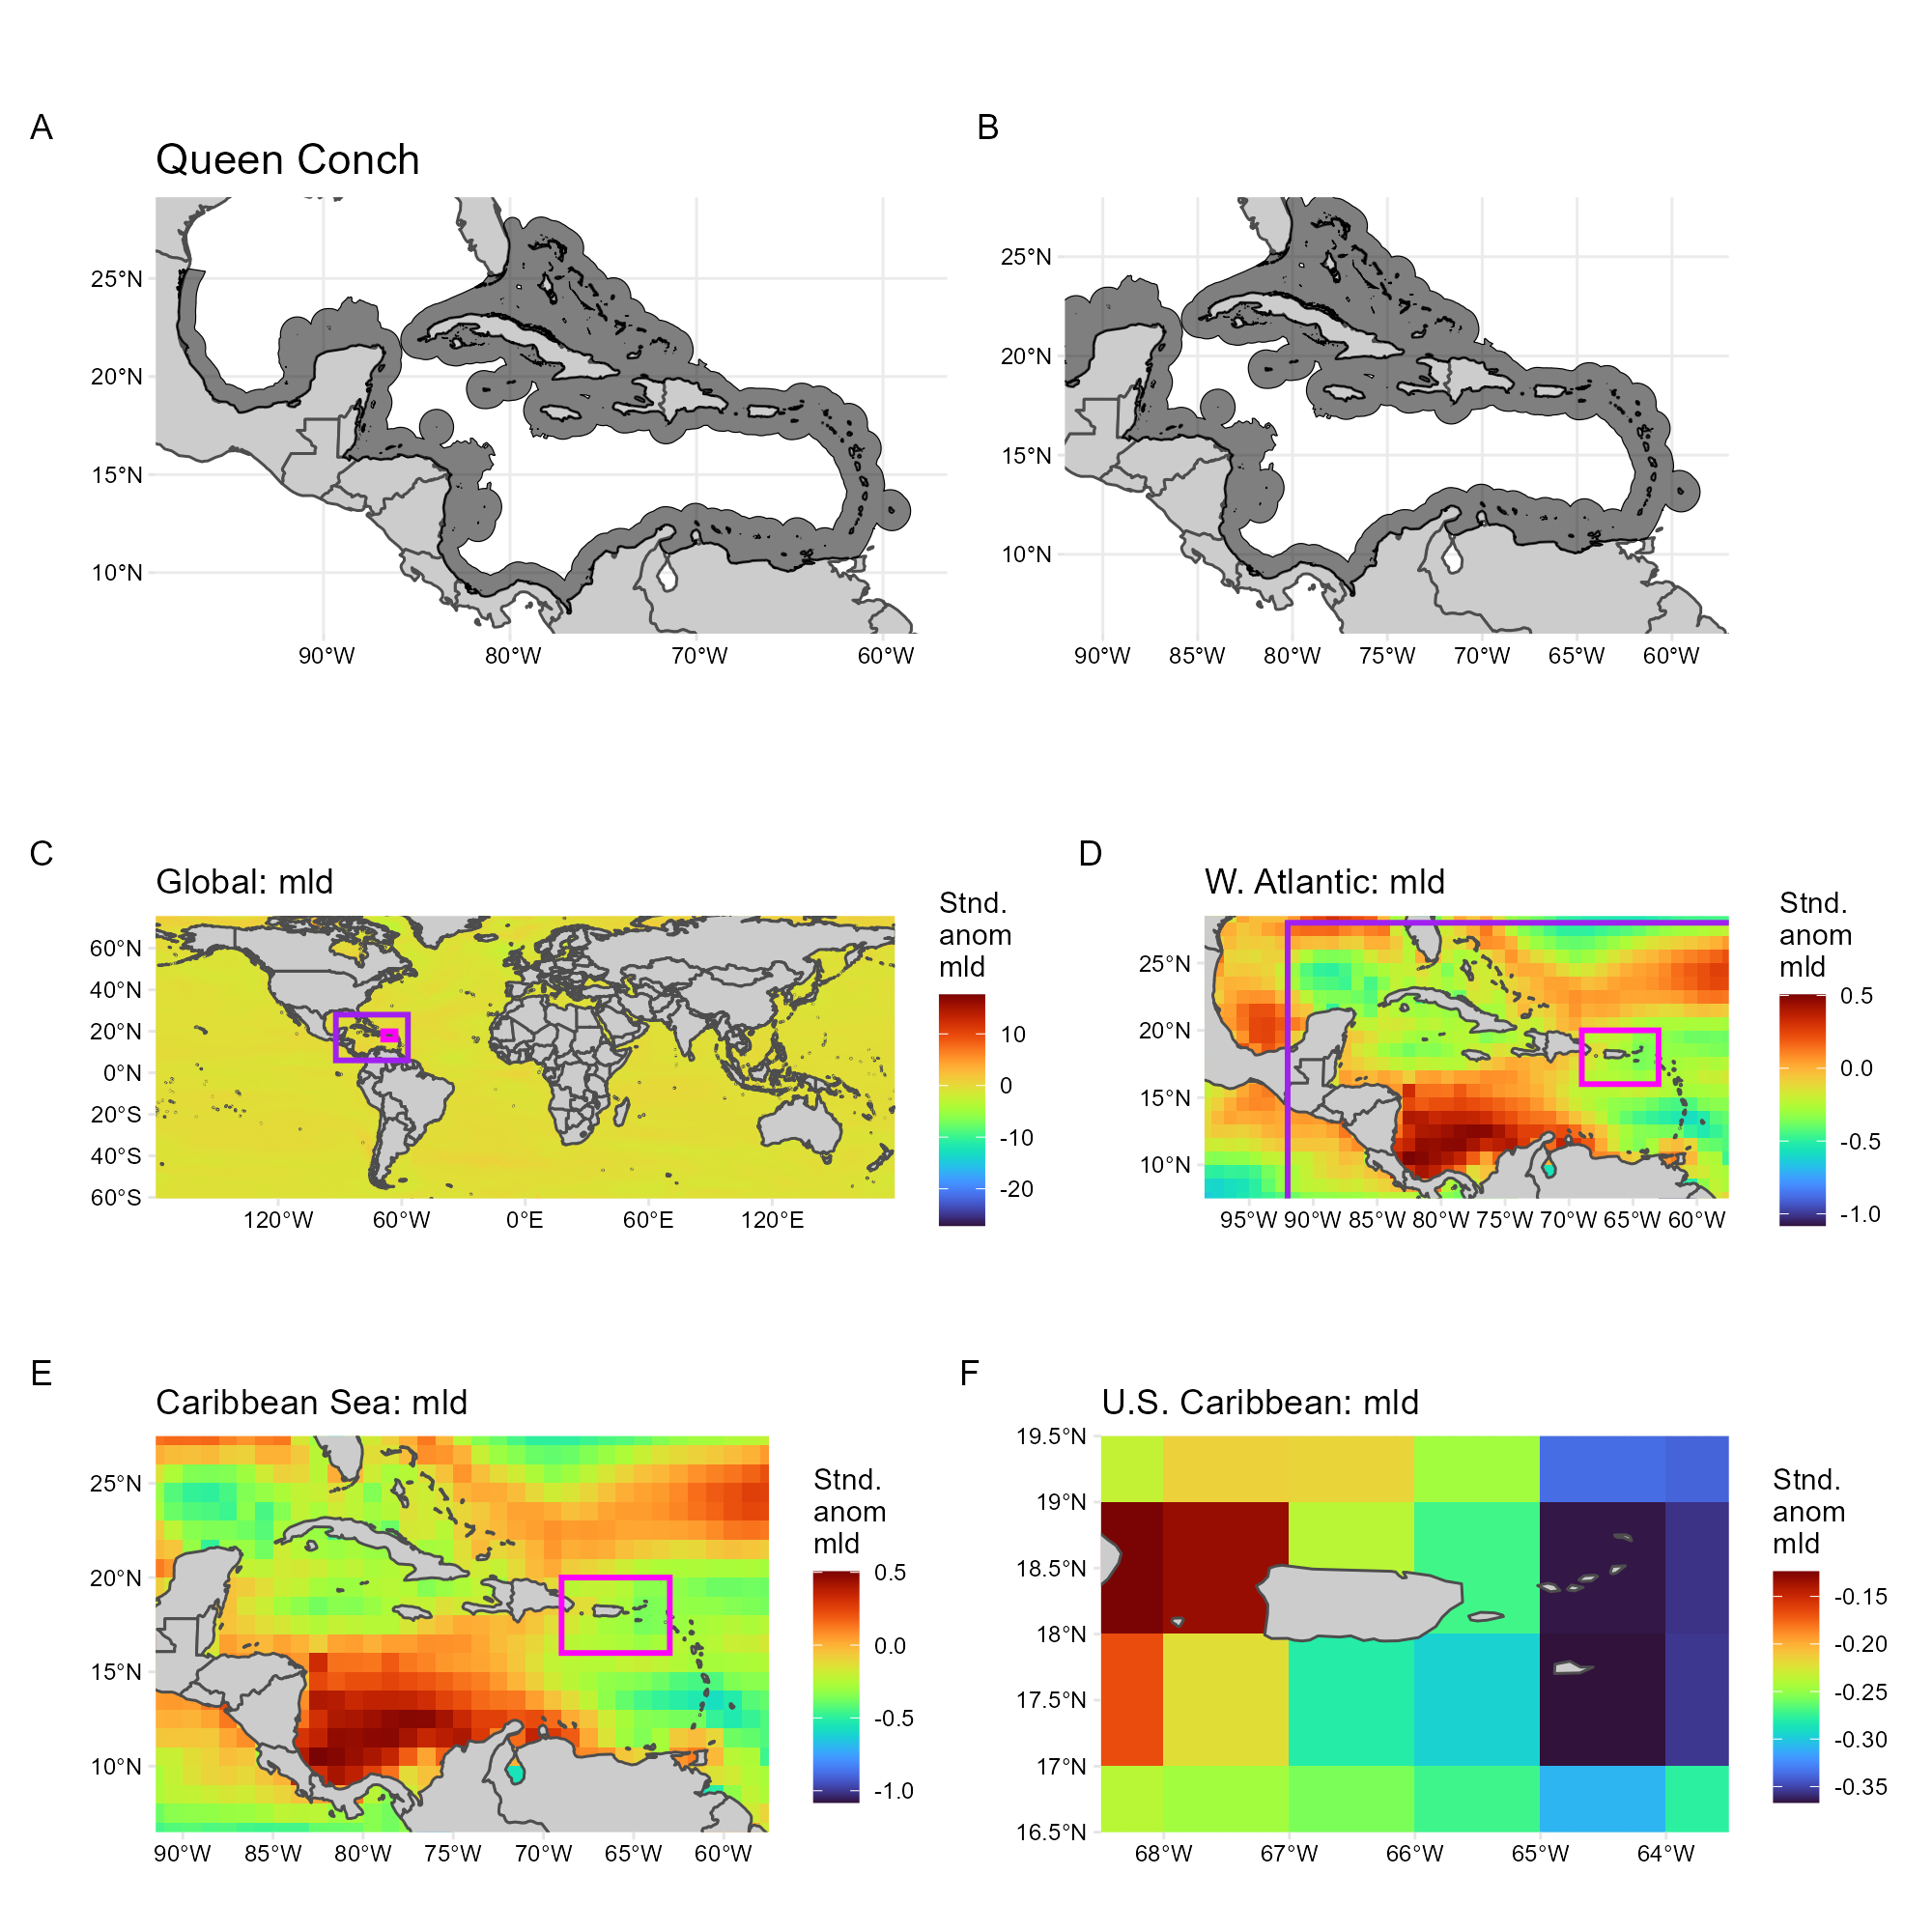 A
Queen Conch
25°N
20°N
15°N
10°N
90°W 80°W 70°W 60°W
B
25°N
20°N
15°N
10°N
90°W 85°W 80°W 75°W 70°W 65°W 60°W
C
Global: mld
60°N
40°N
20°N
0°N
20°S
40°S
60°S
120°W 60°W 0°E 60°E 120°E
Stnd.
anom
mld
10
0
-10
-20
D
W. Atlantic: mld
25°N
20°N
15°N
10°N
95°W 90°W 85°W 80°W 75°W 70°W 65°W 60°W
Stnd.
anom
mld
0.5
0.0
-0.5
-1.0
E
Caribbean Sea: mld
25°N
20°N
15°N
10°N
90°W 85°W 80°W 75°W 70°W 65°W 60°W
Stnd.
anom
mld
0.5
0.0
-0.5
-1.0
F
U.S. Caribbean: mld
19.5°N
19°N
18.5°N
18°N
17.5°N
17°N
16.5°N
68°W 67°W 66°W 65°W 64°W
Stnd.
anom
mld
-0.15
-0.20
-0.25
-0.30
-0.35